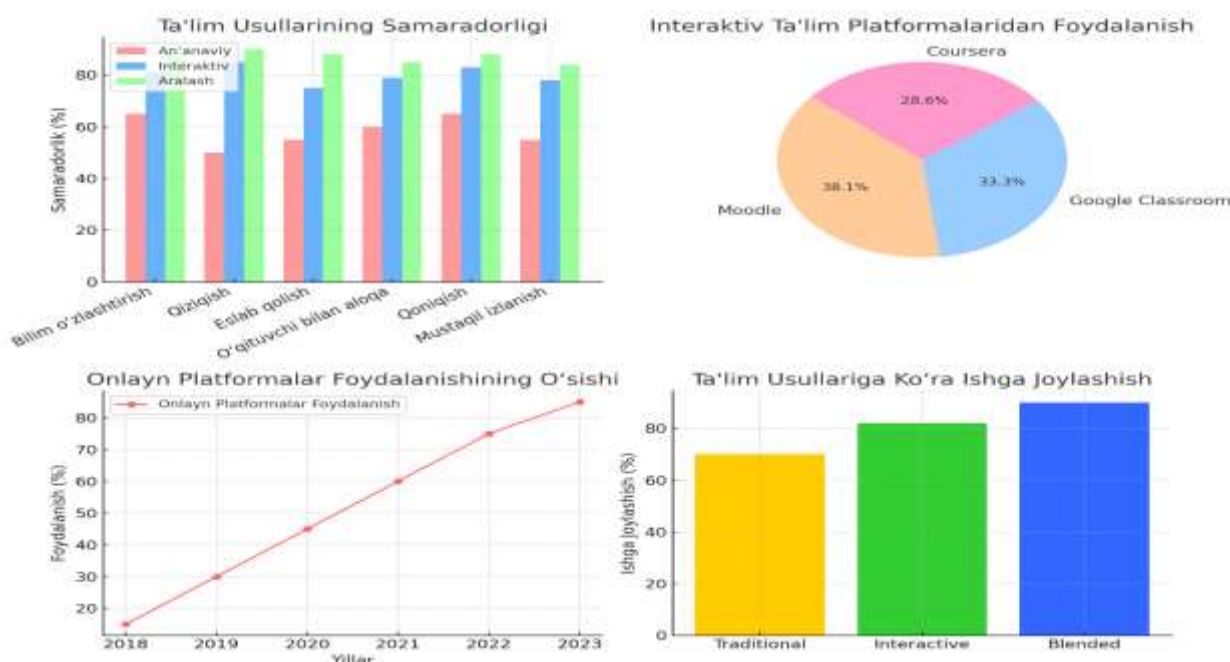 Ta'lim Usullarining Samaradorligi
An'anaviy
Interaktiv
Aralash
Samaradorlik (%)
80
60
40
20
0
Bilim o'zlashtirish
Qiziqish
Eslab qolish
O'qituvchi bilan aloqa
Qoniqish
Mustaqil izlanish
Interaktiv Ta'lim Platformalaridan Foydalanish
Coursera
28.6%
38.1%
33.3%
Moodle
Google Classroom
Onlayn Platformalar Foydalanishining O'sishi
Onlayn Platformalar Foydalanish
Foydalanish (%)
80
70
60
50
40
30
20
2018 2019 2020 2021 2022 2023
Yillar
Ta'lim Usullariga Ko'ra Ishga Joylashish
Ishga Joylashish (%)
80
60
40
20
0
Traditional Interactive Blended